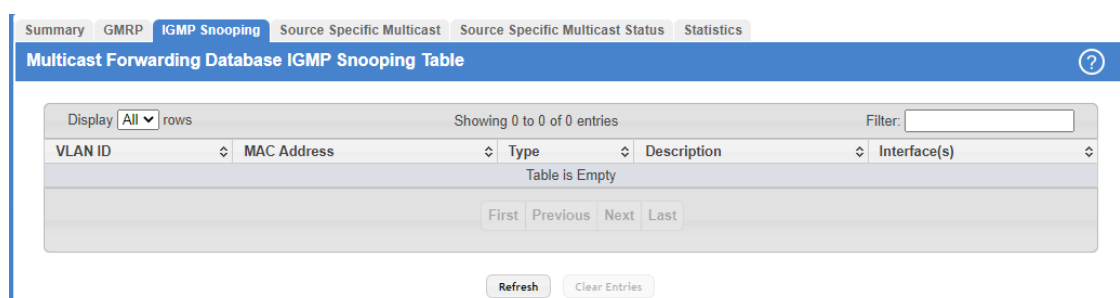 Summary GMRP IGMP Snooping Source Specific Multicast Source Specific Multicast Status Statistics
Multicast Forwarding Database IGMP Snooping Table ?
Display All rows Showing 0 to 0 of 0 entries Filter:
VLAN ID MAC Address Type Description Interface(s)
Table is Empty
First Previous Next Last
Refresh Clear Entries